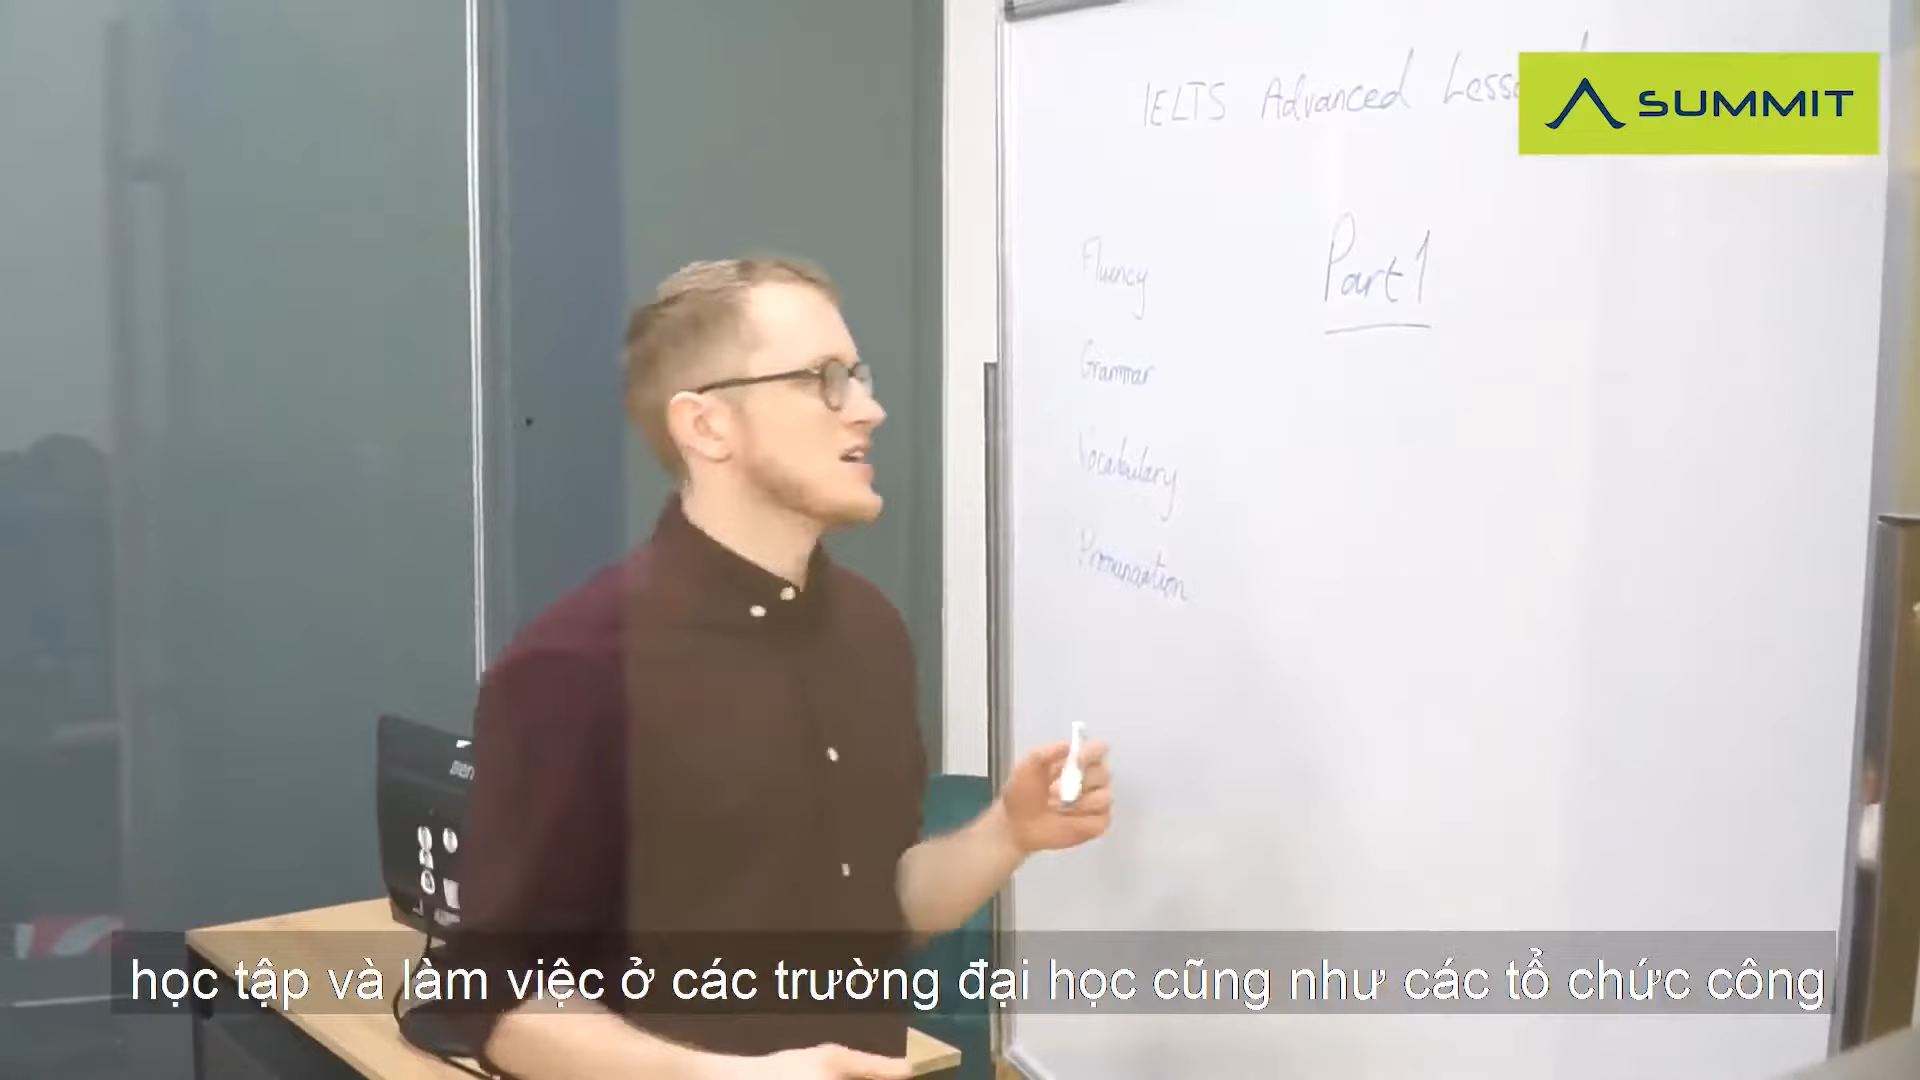 IELTS Advanced Less
SUMMIT
Part 1
Fluency
Grammar
Vocabulary
Pronunciation
học tập và làm việc ở các trường đại học cũng như các tổ chức công